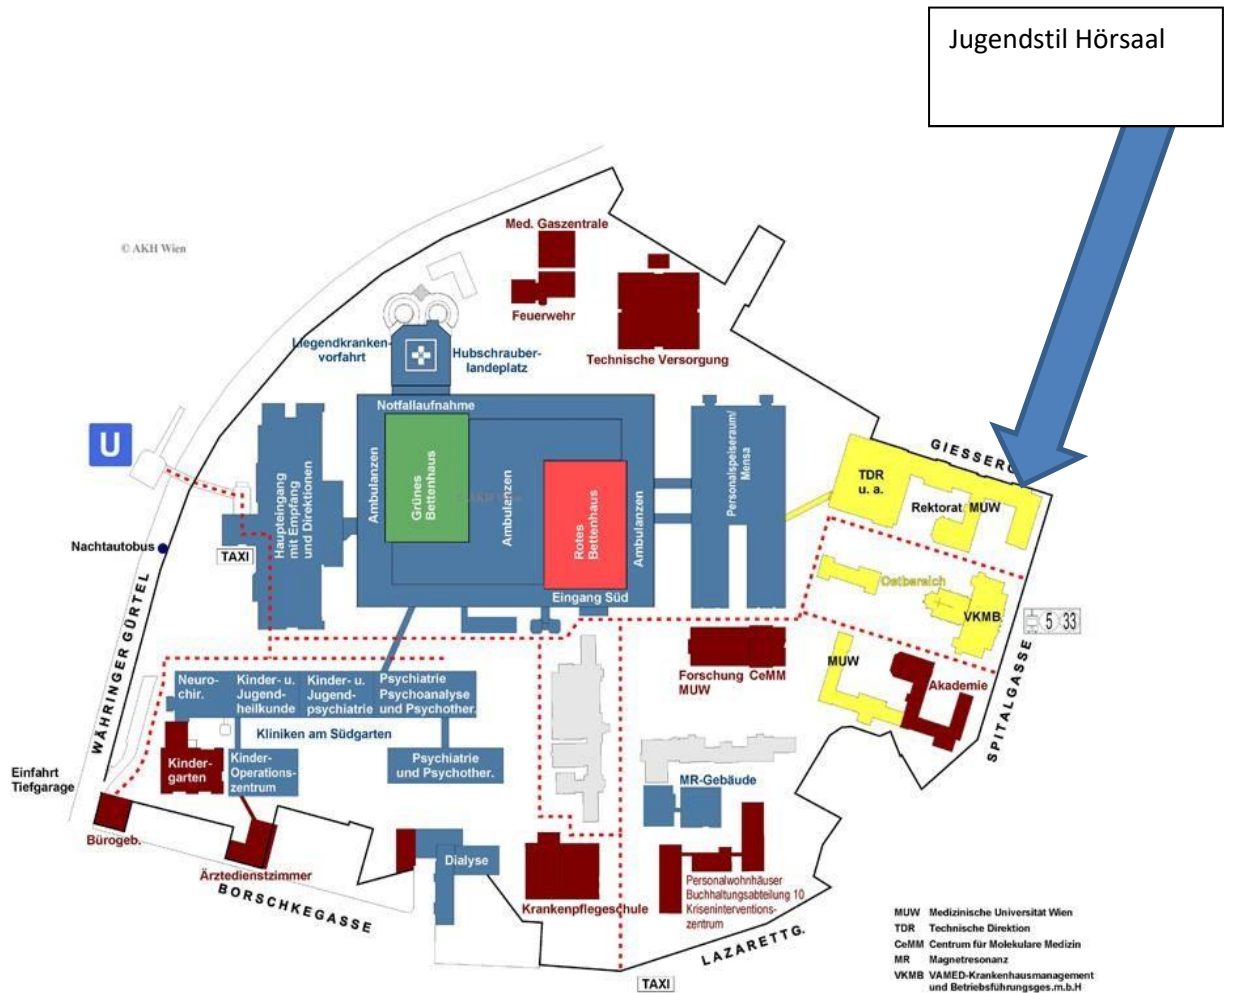 Jugendstil Hörsaal
© AKH Wien
Med. Gaszentrale
Feuerwehr
Technische Versorgung
Liegendkranken-
vorfahrt
Hubschrauber-
landeplatz
Notfallaufnahme
U
Haupteingang
mit Empfang
und Direktionen
Ambulanzen
Grünes
Bettenhaus
© AKH Wien
Ambulanzen
Rotes
Bettenhaus
Ambulanzen
Eingang Süd
Personalspeiseraum/
Mensa
TDR
u. a.
GIESSERG
Rektorat MUW
Ostbereich
VKMB
5 33
MUW
Akademie
SPITALGASSE
Nachtautobus
TAXI
WÄHRINGER GÜRTEL
Forschung CeMM
MUW
Neuro-
chir.
Kinder- u.
Jugend-
heilkunde
Kinder- u.
Jugend-
psychiatrie
Psychiatrie
Psychoanalyse
und Psychother.
Kliniken am Südgarten
Kinder-
garten
Kinder-
Operations-
zentrum
Psychiatrie
und Psychother.
MR-Gebäude
Einfahrt
Tiefgarage
Bürogeb.
Ärztedienstzimmer
BORSCHKEGASSE
Dialyse
Krankenpflegeschule
Personalwohnhäuser
Buchhaltungsabteilung 10
Kriseninterventions-
zentrum
LAZARETTG.
TAXI
MUW Medizinische Universität Wien
TDR Technische Direktion
CeMM Centrum für Molekulare Medizin
MR Magnetresonanz
VKMB VAMED-Krankenhausmanagement
und Betriebsführungsges.m.b.H